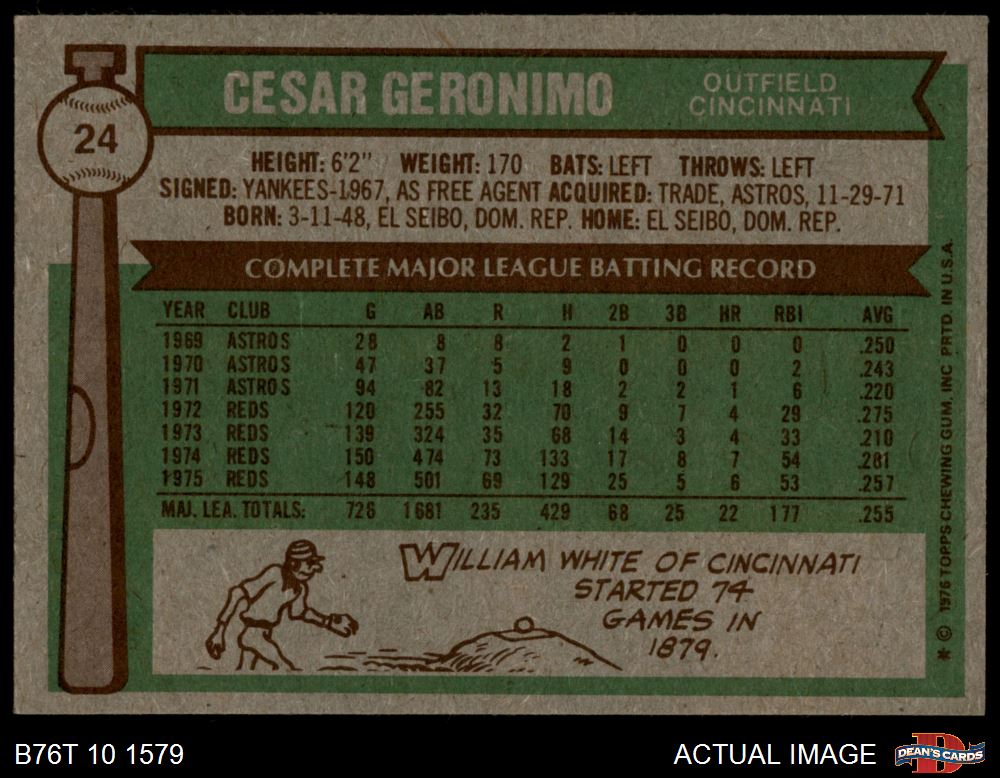 CESAR GERONIMO
OUTFIELD
CINCINNATI
24
HEIGHT: 6'2" WEIGHT: 170 BATS: LEFT THROWS: LEFT
SIGNED: YANKEES-1967, AS FREE AGENT ACQUIRED: TRADE, ASTROS, 11-29-71
BORN: 3-11-48, EL SEIBO, DOM. REP. HOME: EL SEIBO, DOM. REP.
COMPLETE MAJOR LEAGUE BATTING RECORD
YEAR CLUB G AB R H 2B 3B HR RBI AVG
1969 ASTROS 28 8 8 2 1 0 0 0 .250
1970 ASTROS 47 37 5 9 0 0 0 2 .243
1971 ASTROS 94 82 13 18 2 2 1 6 .220
1972 REDS 120 255 32 70 9 7 4 29 .275
1973 REDS 139 324 35 68 14 3 4 33 .210
1974 REDS 150 474 73 133 17 8 7 54 .281
1975 REDS 148 501 69 129 25 5 6 53 .257
MAJ. LEA. TOTALS: 726 1681 235 429 68 25 22 177 .255
WILLIAM WHITE OF CINCINNATI
STARTED 74
GAMES IN
1879.
* © 1976 TOPPS CHEWING GUM, INC PRTD. IN U.S.A.
B76T 10 1579
ACTUAL IMAGE
DEAN'S CARDS